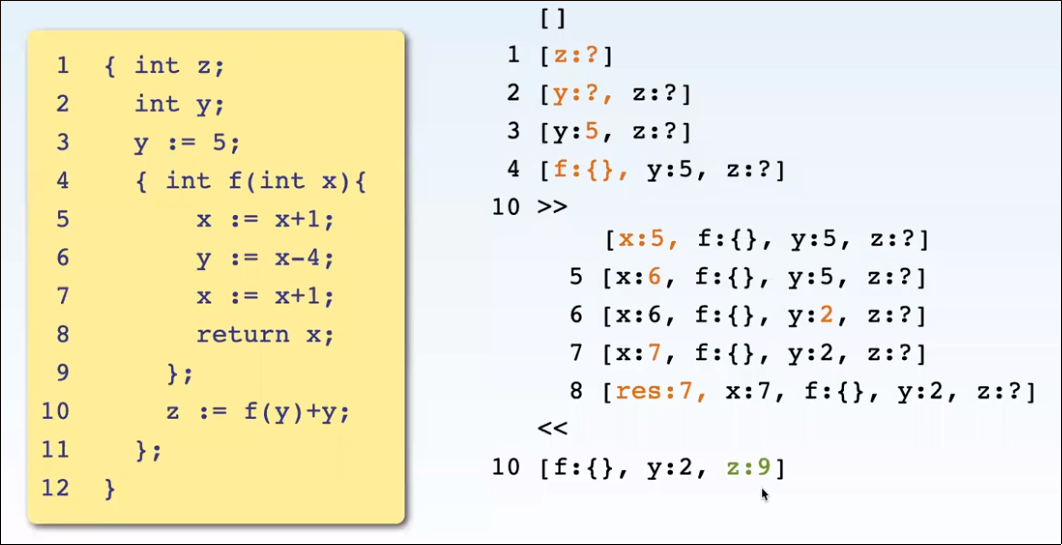 1 { int z;
2 int y;
3 y := 5;
4 { int f(int x){
5 x := x+1;
6 y := x-4;
7 x := x+1;
8 return x;
9 };
10 z := f(y)+y;
11 };
12 }
[]
1 [z:?]
2 [y:?, z:?]
3 [y:5, z:?]
4 [f:{}, y:5, z:?]
10 >>
[x:5, f:{}, y:5, z:?]
5 [x:6, f:{}, y:5, z:?]
6 [x:6, f:{}, y:2, z:?]
7 [x:7, f:{}, y:2, z:?]
8 [res:7, x:7, f:{}, y:2, z:?]
<<
10 [f:{}, y:2, z:9]